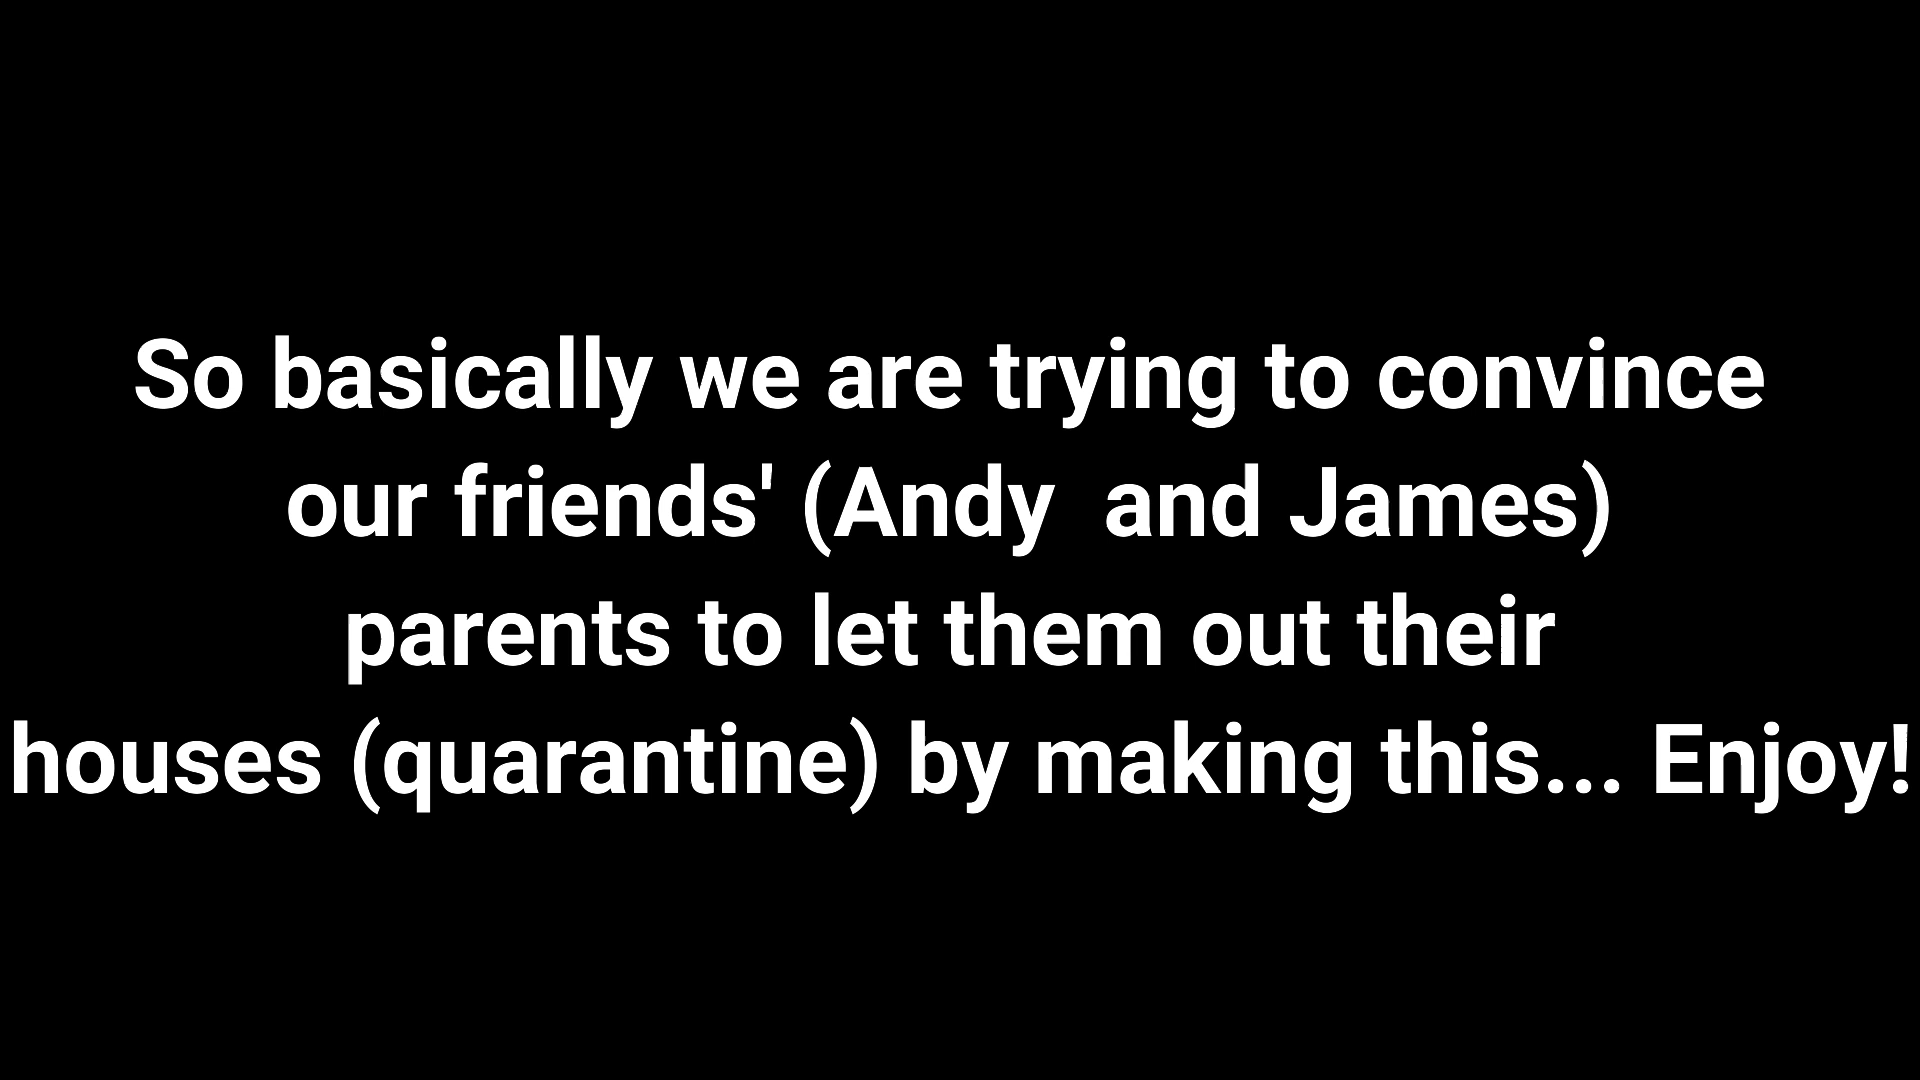 So basically we are trying to convince
our friends' (Andy  and James)
parents to let them out their
houses (quarantine) by making this... Enjoy!